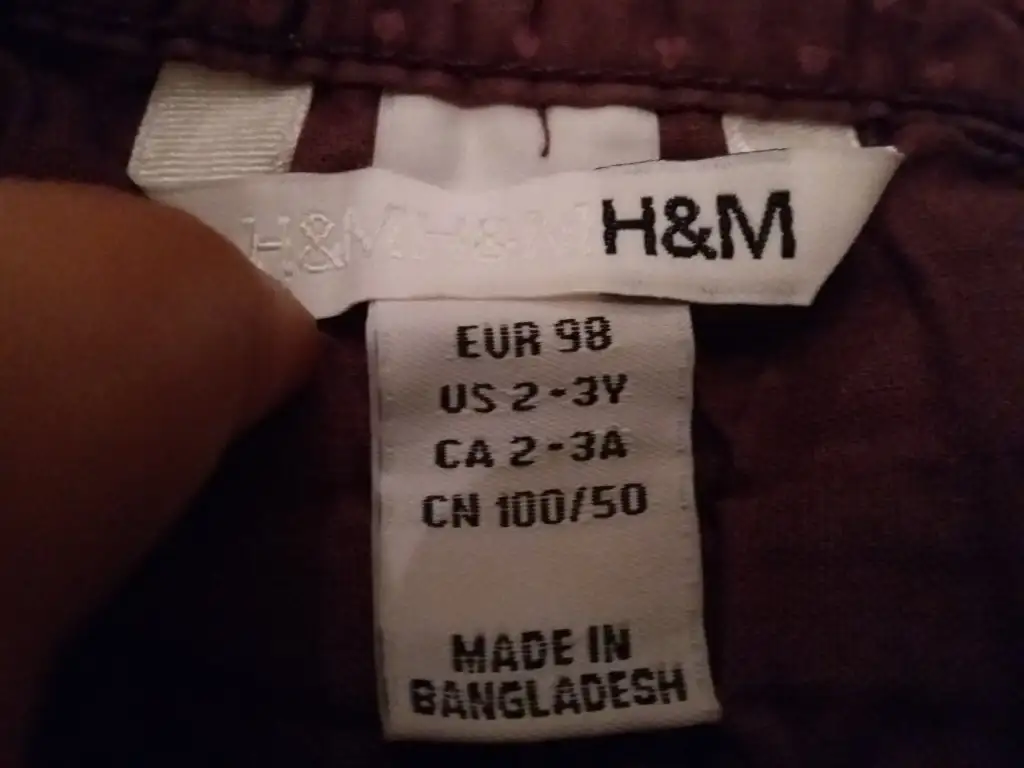 H&M H&M H&M
EUR 98
US 2-3Y
CA 2-3A
CN 100/50
MADE IN
BANGLADESH